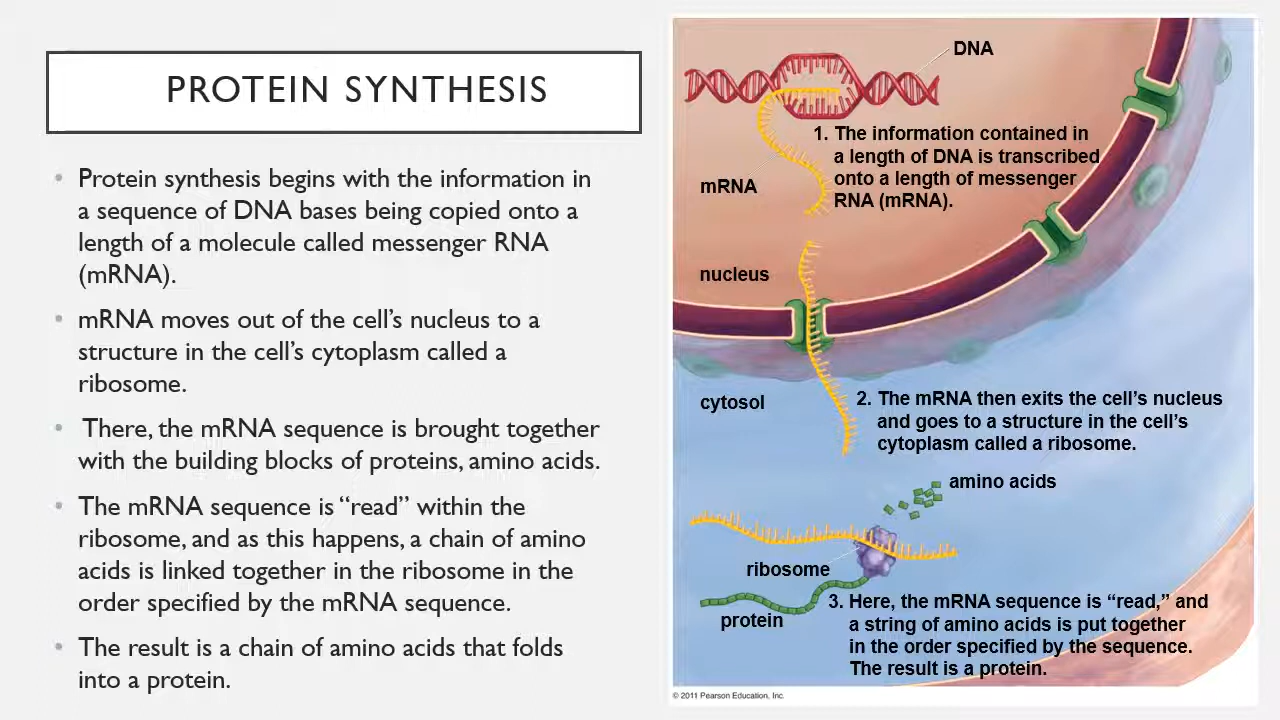 PROTEIN SYNTHESIS
• Protein synthesis begins with the information in
a sequence of DNA bases being copied onto a
length of a molecule called messenger RNA
(mRNA).
• mRNA moves out of the cell's nucleus to a
structure in the cell's cytoplasm called a
ribosome.
• There, the mRNA sequence is brought together
with the building blocks of proteins, amino acids.
• The mRNA sequence is “read” within the
ribosome, and as this happens, a chain of amino
acids is linked together in the ribosome in the
order specified by the mRNA sequence.
• The result is a chain of amino acids that folds
into a protein.
DNA
1. The information contained in
a length of DNA is transcribed
onto a length of messenger
RNA (mRNA).
mRNA
nucleus
cytosol
2. The mRNA then exits the cell's nucleus
and goes to a structure in the cell's
cytoplasm called a ribosome.
amino acids
ribosome
protein
3. Here, the mRNA sequence is “read,” and
a string of amino acids is put together
in the order specified by the sequence.
The result is a protein.
© 2011 Pearson Education, Inc.